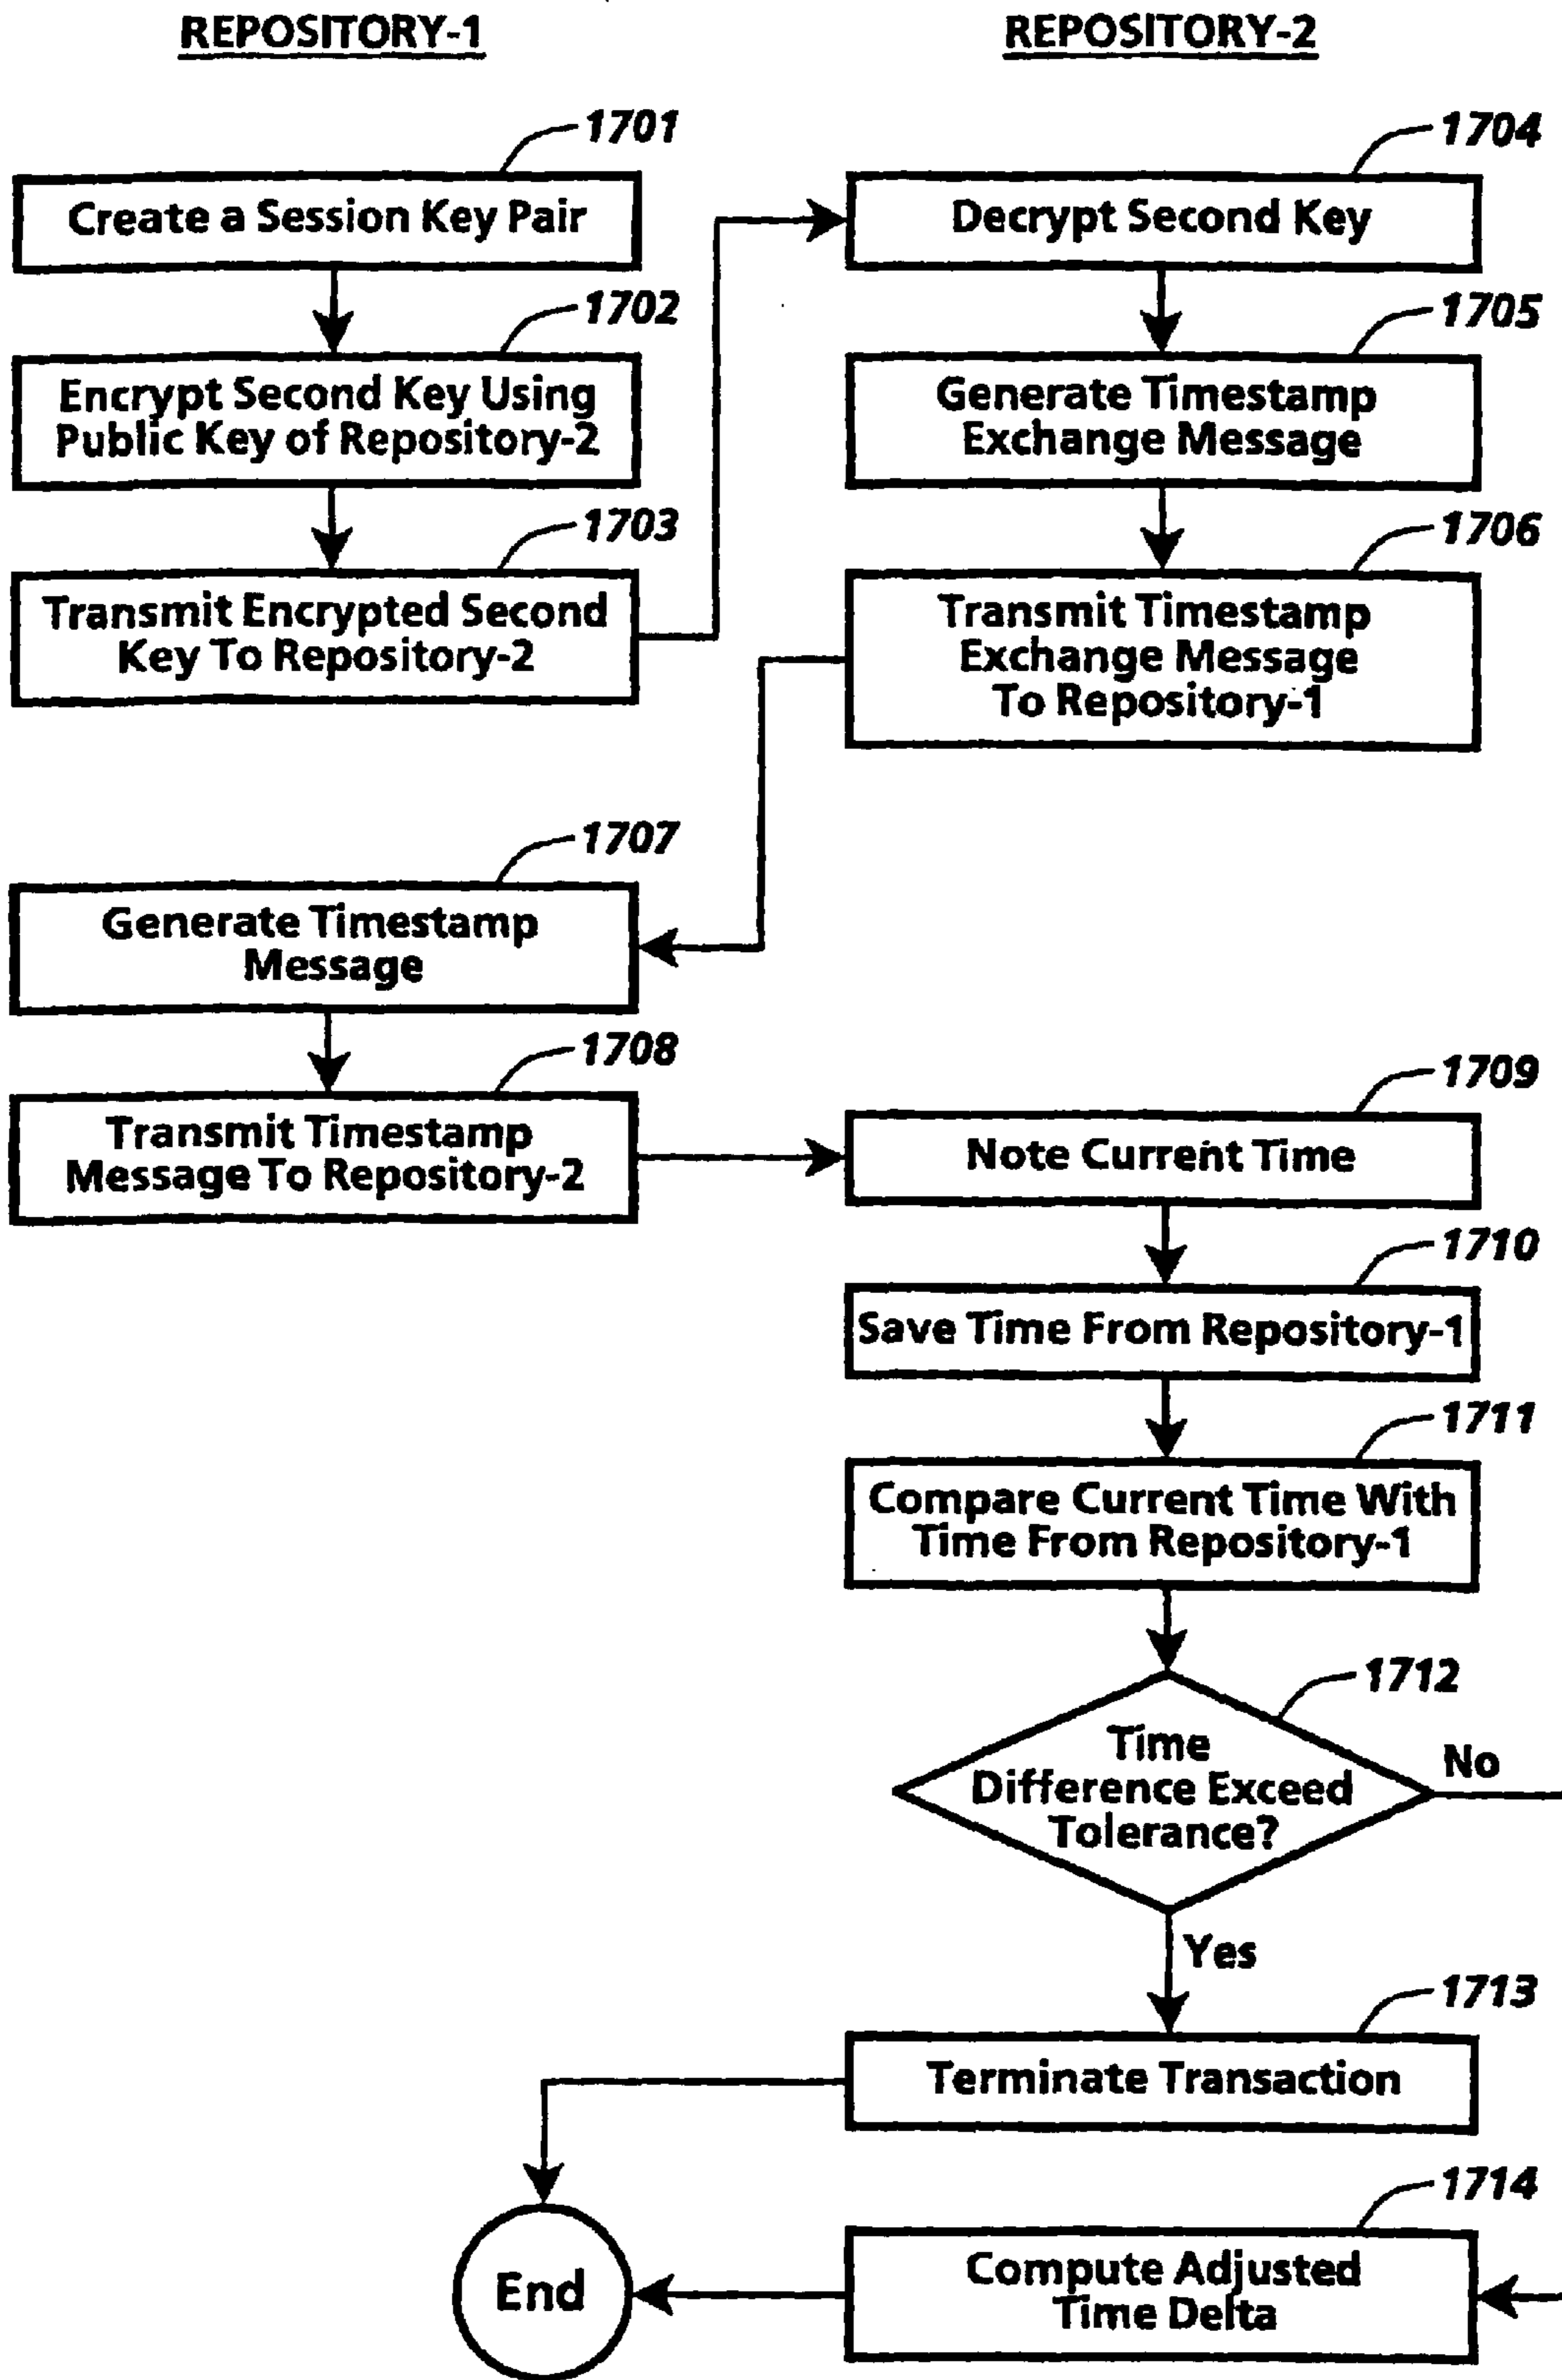 REPOSITORY-1
REPOSITORY-2
1701
Create a Session Key Pair
1702
Encrypt Second Key Using
Public Key of Repository-2
1703
Transmit Encrypted Second
Key To Repository-2
1704
Decrypt Second Key
1705
Generate Timestamp
Exchange Message
1706
Transmit Timestamp
Exchange Message
To Repository-1
1707
Generate Timestamp
Message
1708
Transmit Timestamp
Message To Repository-2
1709
Note Current Time
1710
Save Time From Repository-1
1711
Compare Current Time With
Time From Repository-1
1712
Time
Difference Exceed
Tolerance?
No
Yes
1713
Terminate Transaction
1714
Compute Adjusted
Time Delta
End